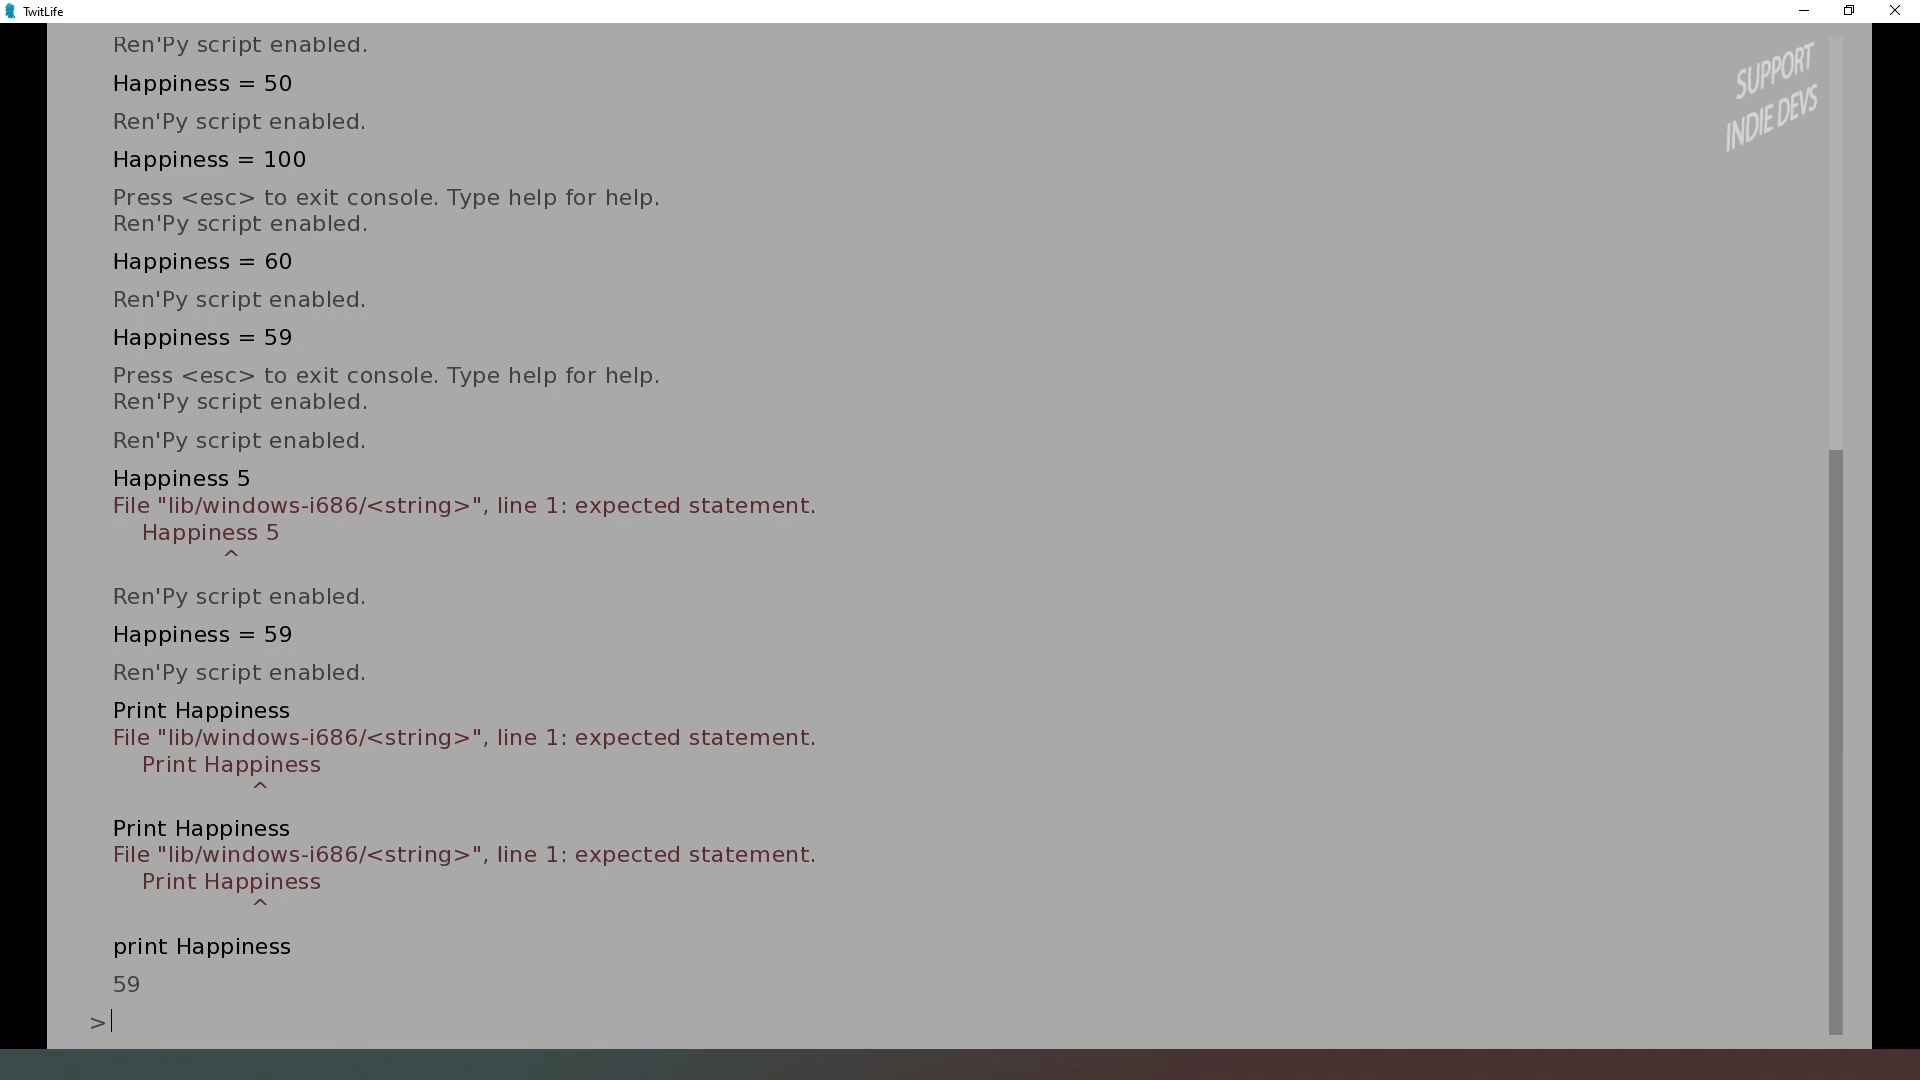 TwitLife
Ren'Py script enabled.
Happiness = 50
Ren'Py script enabled.
Happiness = 100
Press <esc> to exit console. Type help for help.
Ren'Py script enabled.
Happiness = 60
Ren'Py script enabled.
Happiness = 59
Press <esc> to exit console. Type help for help.
Ren'Py script enabled.
Ren'Py script enabled.
Happiness 5
File "lib/windows-i686/<string>", line 1: expected statement.
Happiness 5
^
Ren'Py script enabled.
Happiness = 59
Ren'Py script enabled.
Print Happiness
File "lib/windows-i686/<string>", line 1: expected statement.
Print Happiness
^
Print Happiness
File "lib/windows-i686/<string>", line 1: expected statement.
Print Happiness
^
print Happiness
59
>
SUPPORT
INDIE DEVS